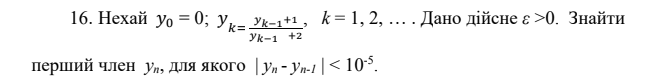 16. Нехай y₀ = 0; yₖ₌ (yₖ₋₁+1)/(yₖ₋₁ +2), k = 1, 2, … . Дано дійсне ε >0. Знайти
перший член yₙ, для якого | yₙ - yₙ₋₁ | < 10⁻⁵.